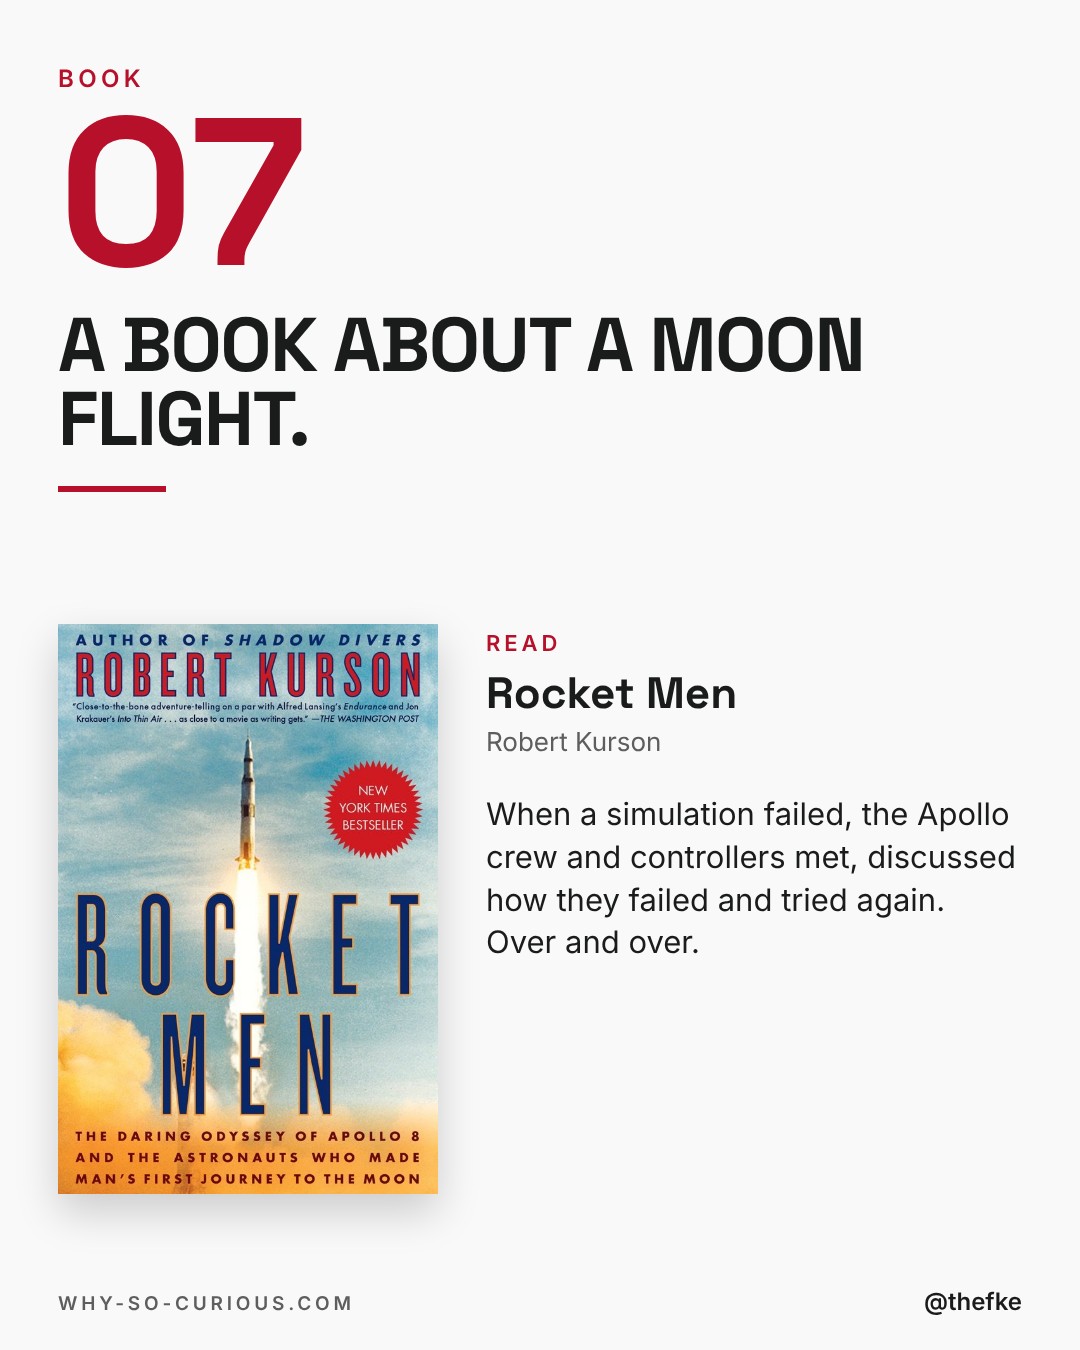 BOOK
07
A BOOK ABOUT A MOON
FLIGHT.
AUTHOR OF SHADOW DIVERS
ROBERT KURSON
"Close-to-the-bone adventure-telling on a par with Alfred Lansing's Endurance and Jon
Krakauer's Into Thin Air . . . as close to a movie as writing gets." —THE WASHINGTON POST
NEW
YORK TIMES
BESTSELLER
ROCKET
MEN
THE DARING ODYSSEY OF APOLLO 8
AND THE ASTRONAUTS WHO MADE
MAN'S FIRST JOURNEY TO THE MOON
READ
Rocket Men
Robert Kurson
When a simulation failed, the Apollo
crew and controllers met, discussed
how they failed and tried again.
Over and over.
WHY-SO-CURIOUS.COM
@thefke